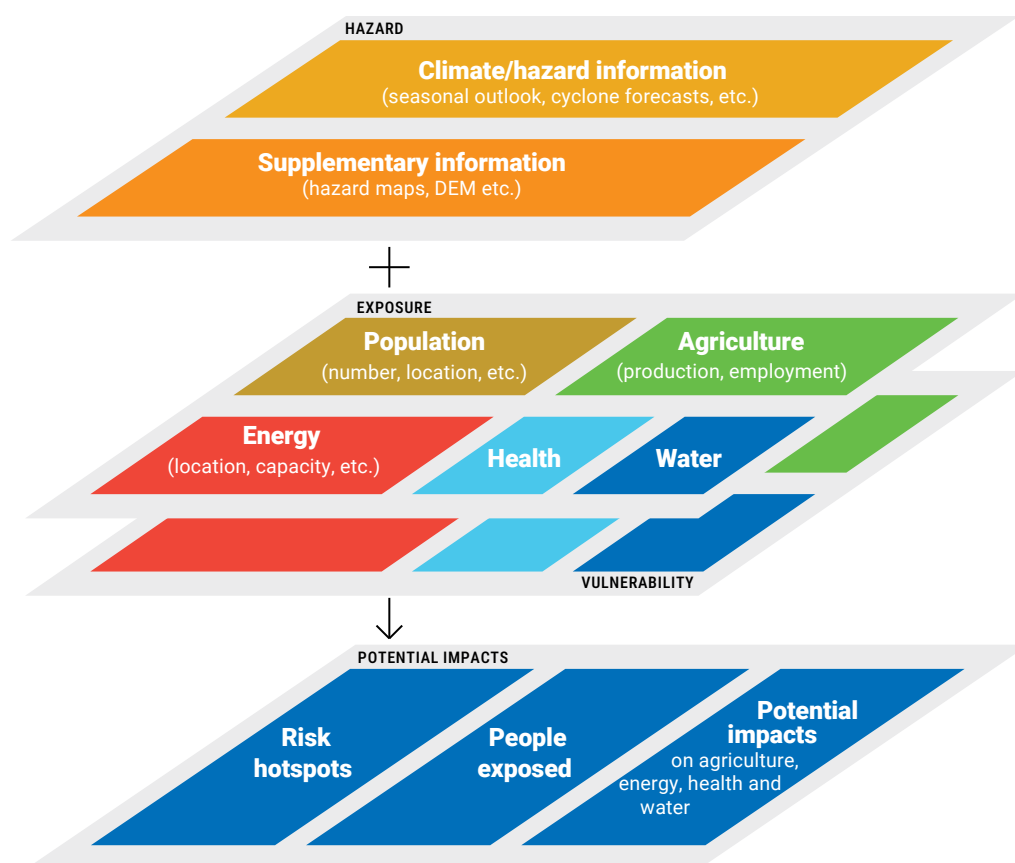 HAZARD
Climate/hazard information
(seasonal outlook, cyclone forecasts, etc.)
Supplementary information
(hazard maps, DEM etc.)
EXPOSURE
Population
(number, location, etc.)
Agriculture
(production, employment)
Energy
(location, capacity, etc.)
Health
Water
VULNERABILITY
POTENTIAL IMPACTS
Risk
hotspots
People
exposed
Potential
impacts
on agriculture,
energy, health and
water